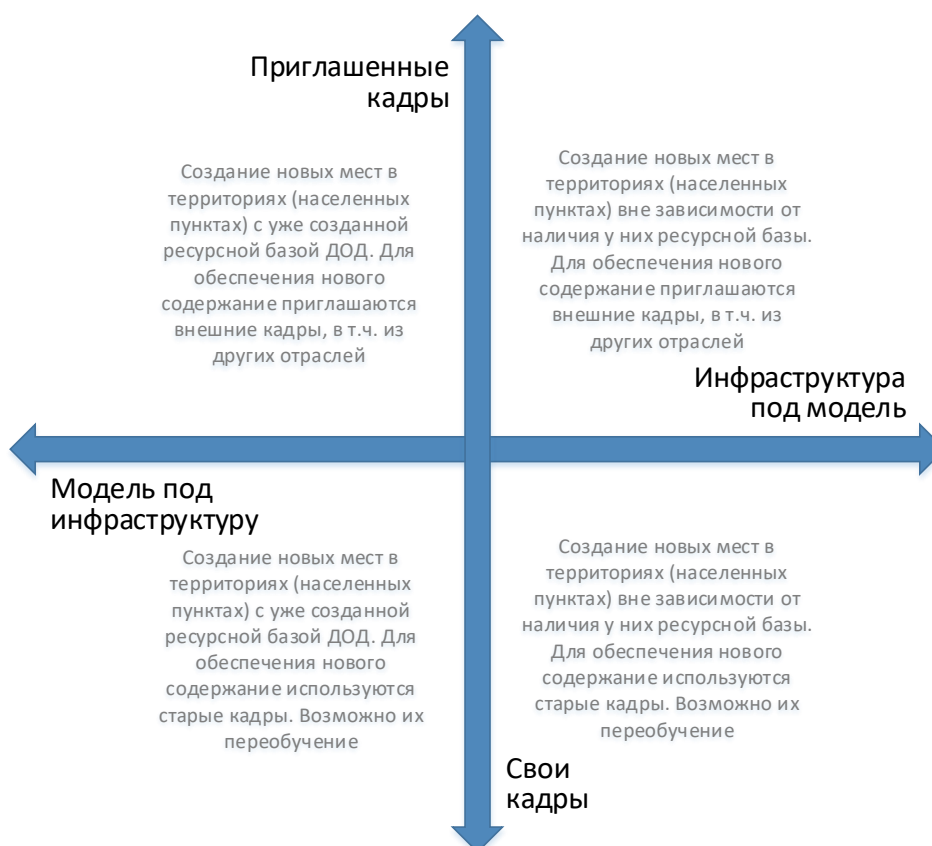 Приглашенные
кадры
Создание новых мест в
территориях (населенных
пунктах) с уже созданной
ресурсной базой ДОД. Для
обеспечения нового
содержание приглашаются
внешние кадры, в т.ч. из
других отраслей
Создание новых мест в
территориях (населенных
пунктах) вне зависимости от
наличия у них ресурсной базы.
Для обеспечения нового
содержание приглашаются
внешние кадры, в т.ч. из
других отраслей
Инфраструктура
под модель
Модель под
инфраструктуру
Создание новых мест в
территориях (населенных
пунктах) с уже созданной
ресурсной базой ДОД. Для
обеспечения нового
содержание используются
старые кадры. Возможно их
переобучение
Создание новых мест в
территориях (населенных
пунктах) вне зависимости от
наличия у них ресурсной базы.
Для обеспечения нового
содержание используются
старые кадры. Возможно их
переобучение
Свои
кадры